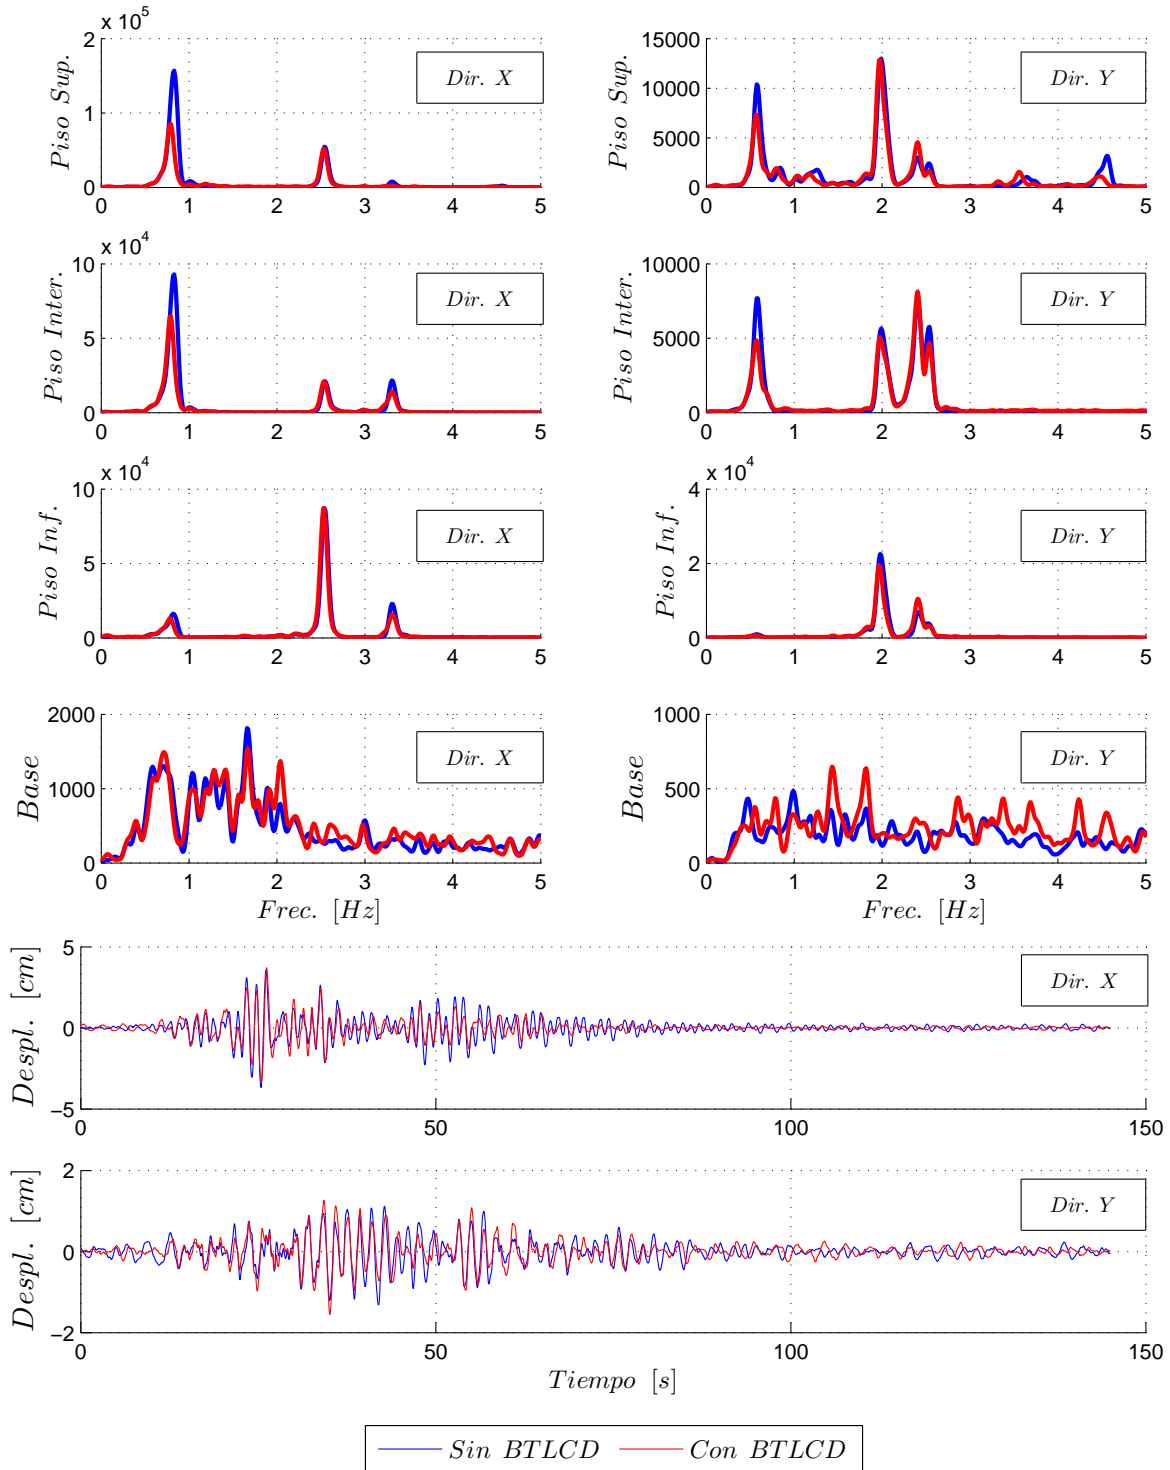 x 10^5
Piso Sup.
2
1
0
0 1 2 3 4 5
Dir. X
Piso Sup.
15000
10000
5000
0
0 1 2 3 4 5
Dir. Y
x 10^4
Piso Inter.
10
5
0
0 1 2 3 4 5
Dir. X
Piso Inter.
10000
5000
0
0 1 2 3 4 5
Dir. Y
x 10^4
Piso Inf.
10
5
0
0 1 2 3 4 5
Dir. X
x 10^4
Piso Inf.
4
2
0
0 1 2 3 4 5
Dir. Y
Base
2000
1000
0
0 1 2 3 4 5
Dir. X
Frec. [Hz]
Base
1000
500
0
0 1 2 3 4 5
Dir. Y
Frec. [Hz]
Despl. [cm]
5
0
−5
0 50 100 150
Dir. X
Despl. [cm]
2
0
−2
0 50 100 150
Dir. Y
Tiempo [s]
Sin BTLCD Con BTLCD